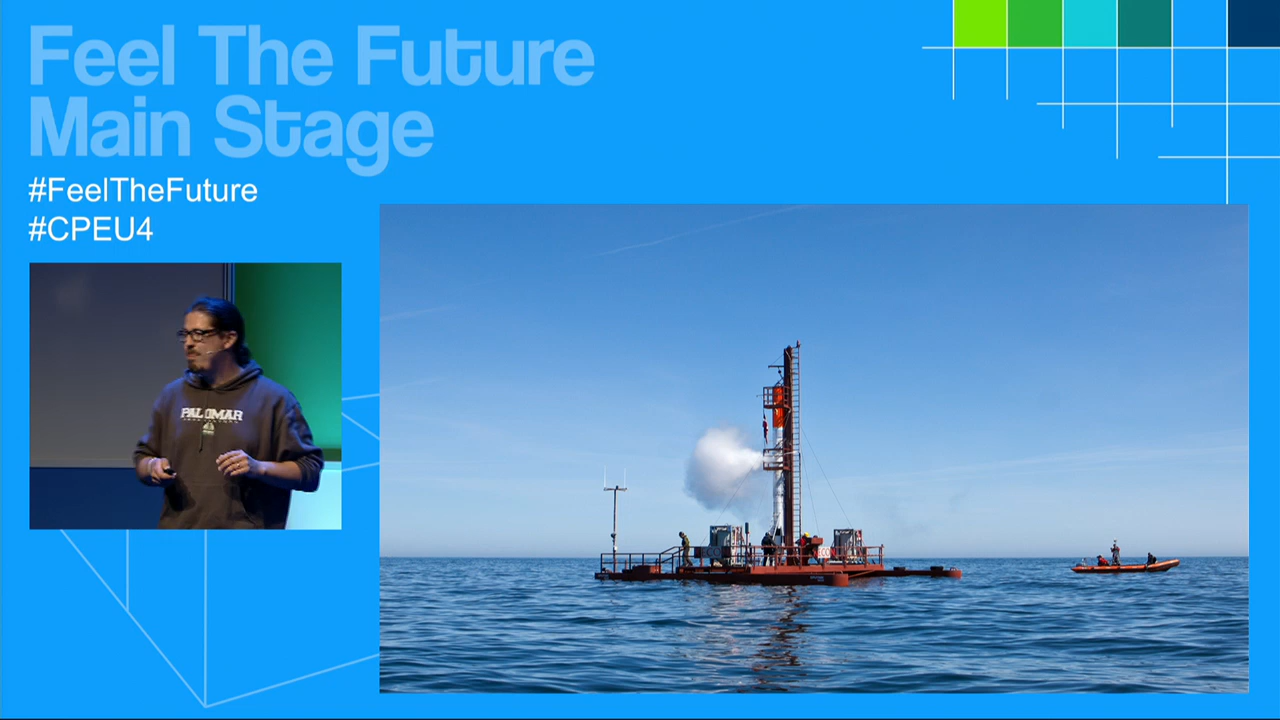 Feel The Future
Main Stage
#FeelTheFuture
#CPEU4
PALOMAR